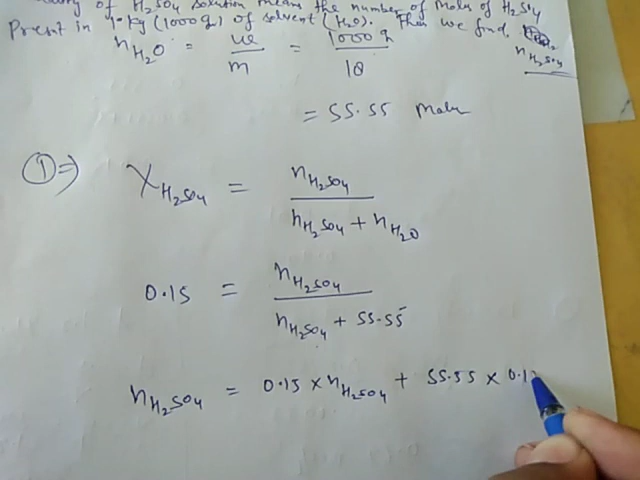 of H2SO4 solution means the number of moles of H2SO4
Present in 1 kg (1000 g) of solvent (H2O). Then we find nH2SO4
nH2O = we/m = 1000 g/18
= 55.55 moles
① ⇒ XH2SO4 = nH2SO4/nH2SO4 + nH2O
0.15 = nH2SO4/nH2SO4 + 55.55
nH2SO4 = 0.15 × nH2SO4 + 55.55 × 0.1